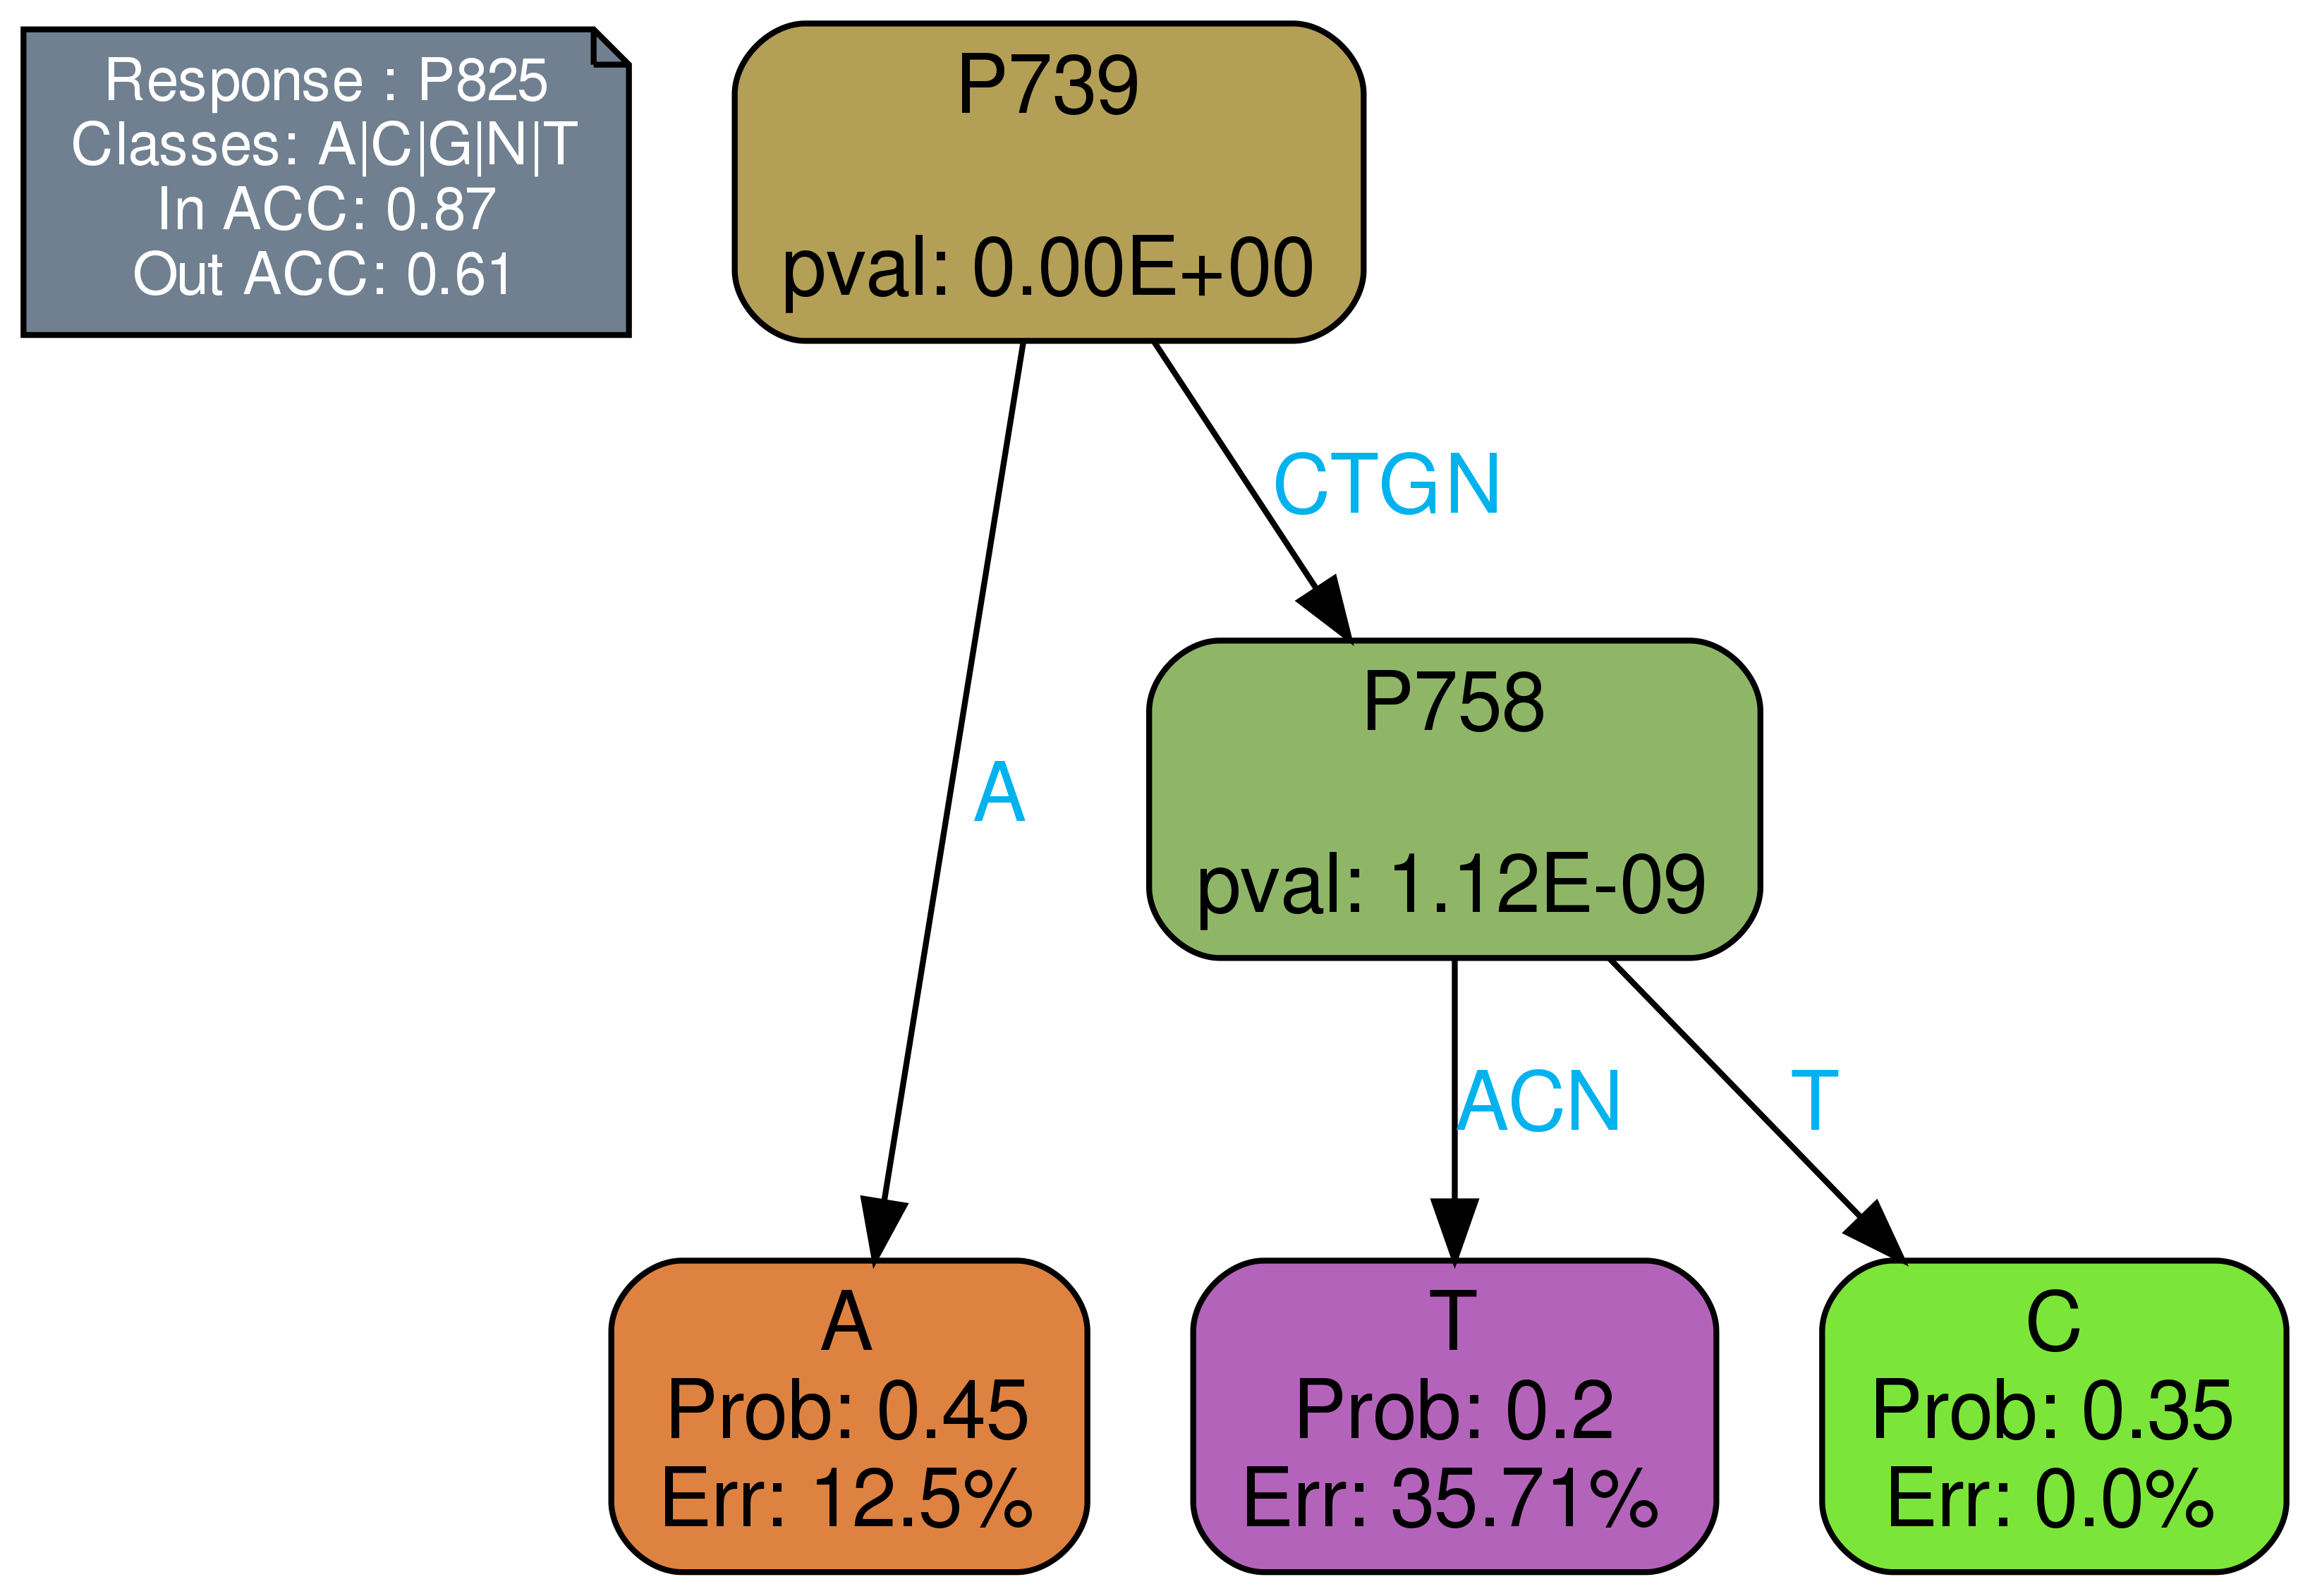 Response : P825
Classes: A|C|G|N|T
In ACC: 0.87
Out ACC: 0.61
P739
pval: 0.00E+00
CTGN
P758
pval: 1.12E-09
A
ACN
T
A
Prob: 0.45
Err: 12.5%
T
Prob: 0.2
Err: 35.71%
C
Prob: 0.35
Err: 0.0%